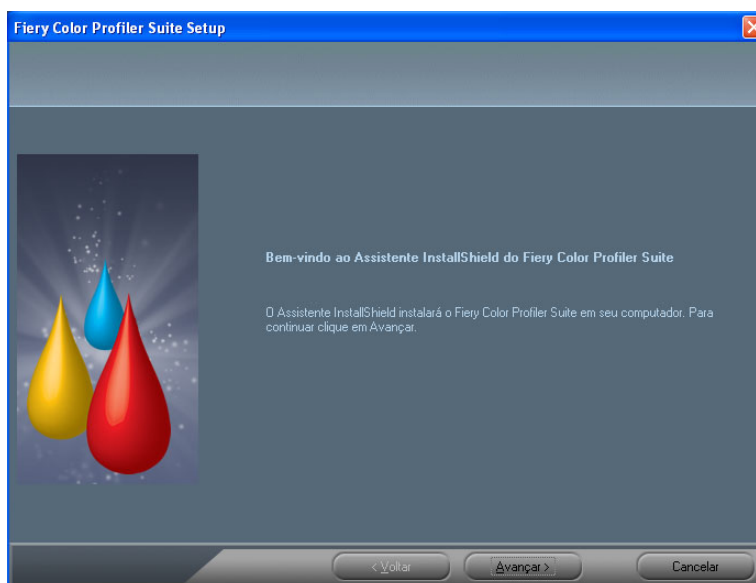 Fiery Color Profiler Suite Setup
Bem-vindo ao Assistente InstallShield do Fiery Color Profiler Suite
O Assistente InstallShield instalará o Fiery Color Profiler Suite em seu computador. Para
continuar clique em Avançar.
< Voltar
Avançar >
Cancelar